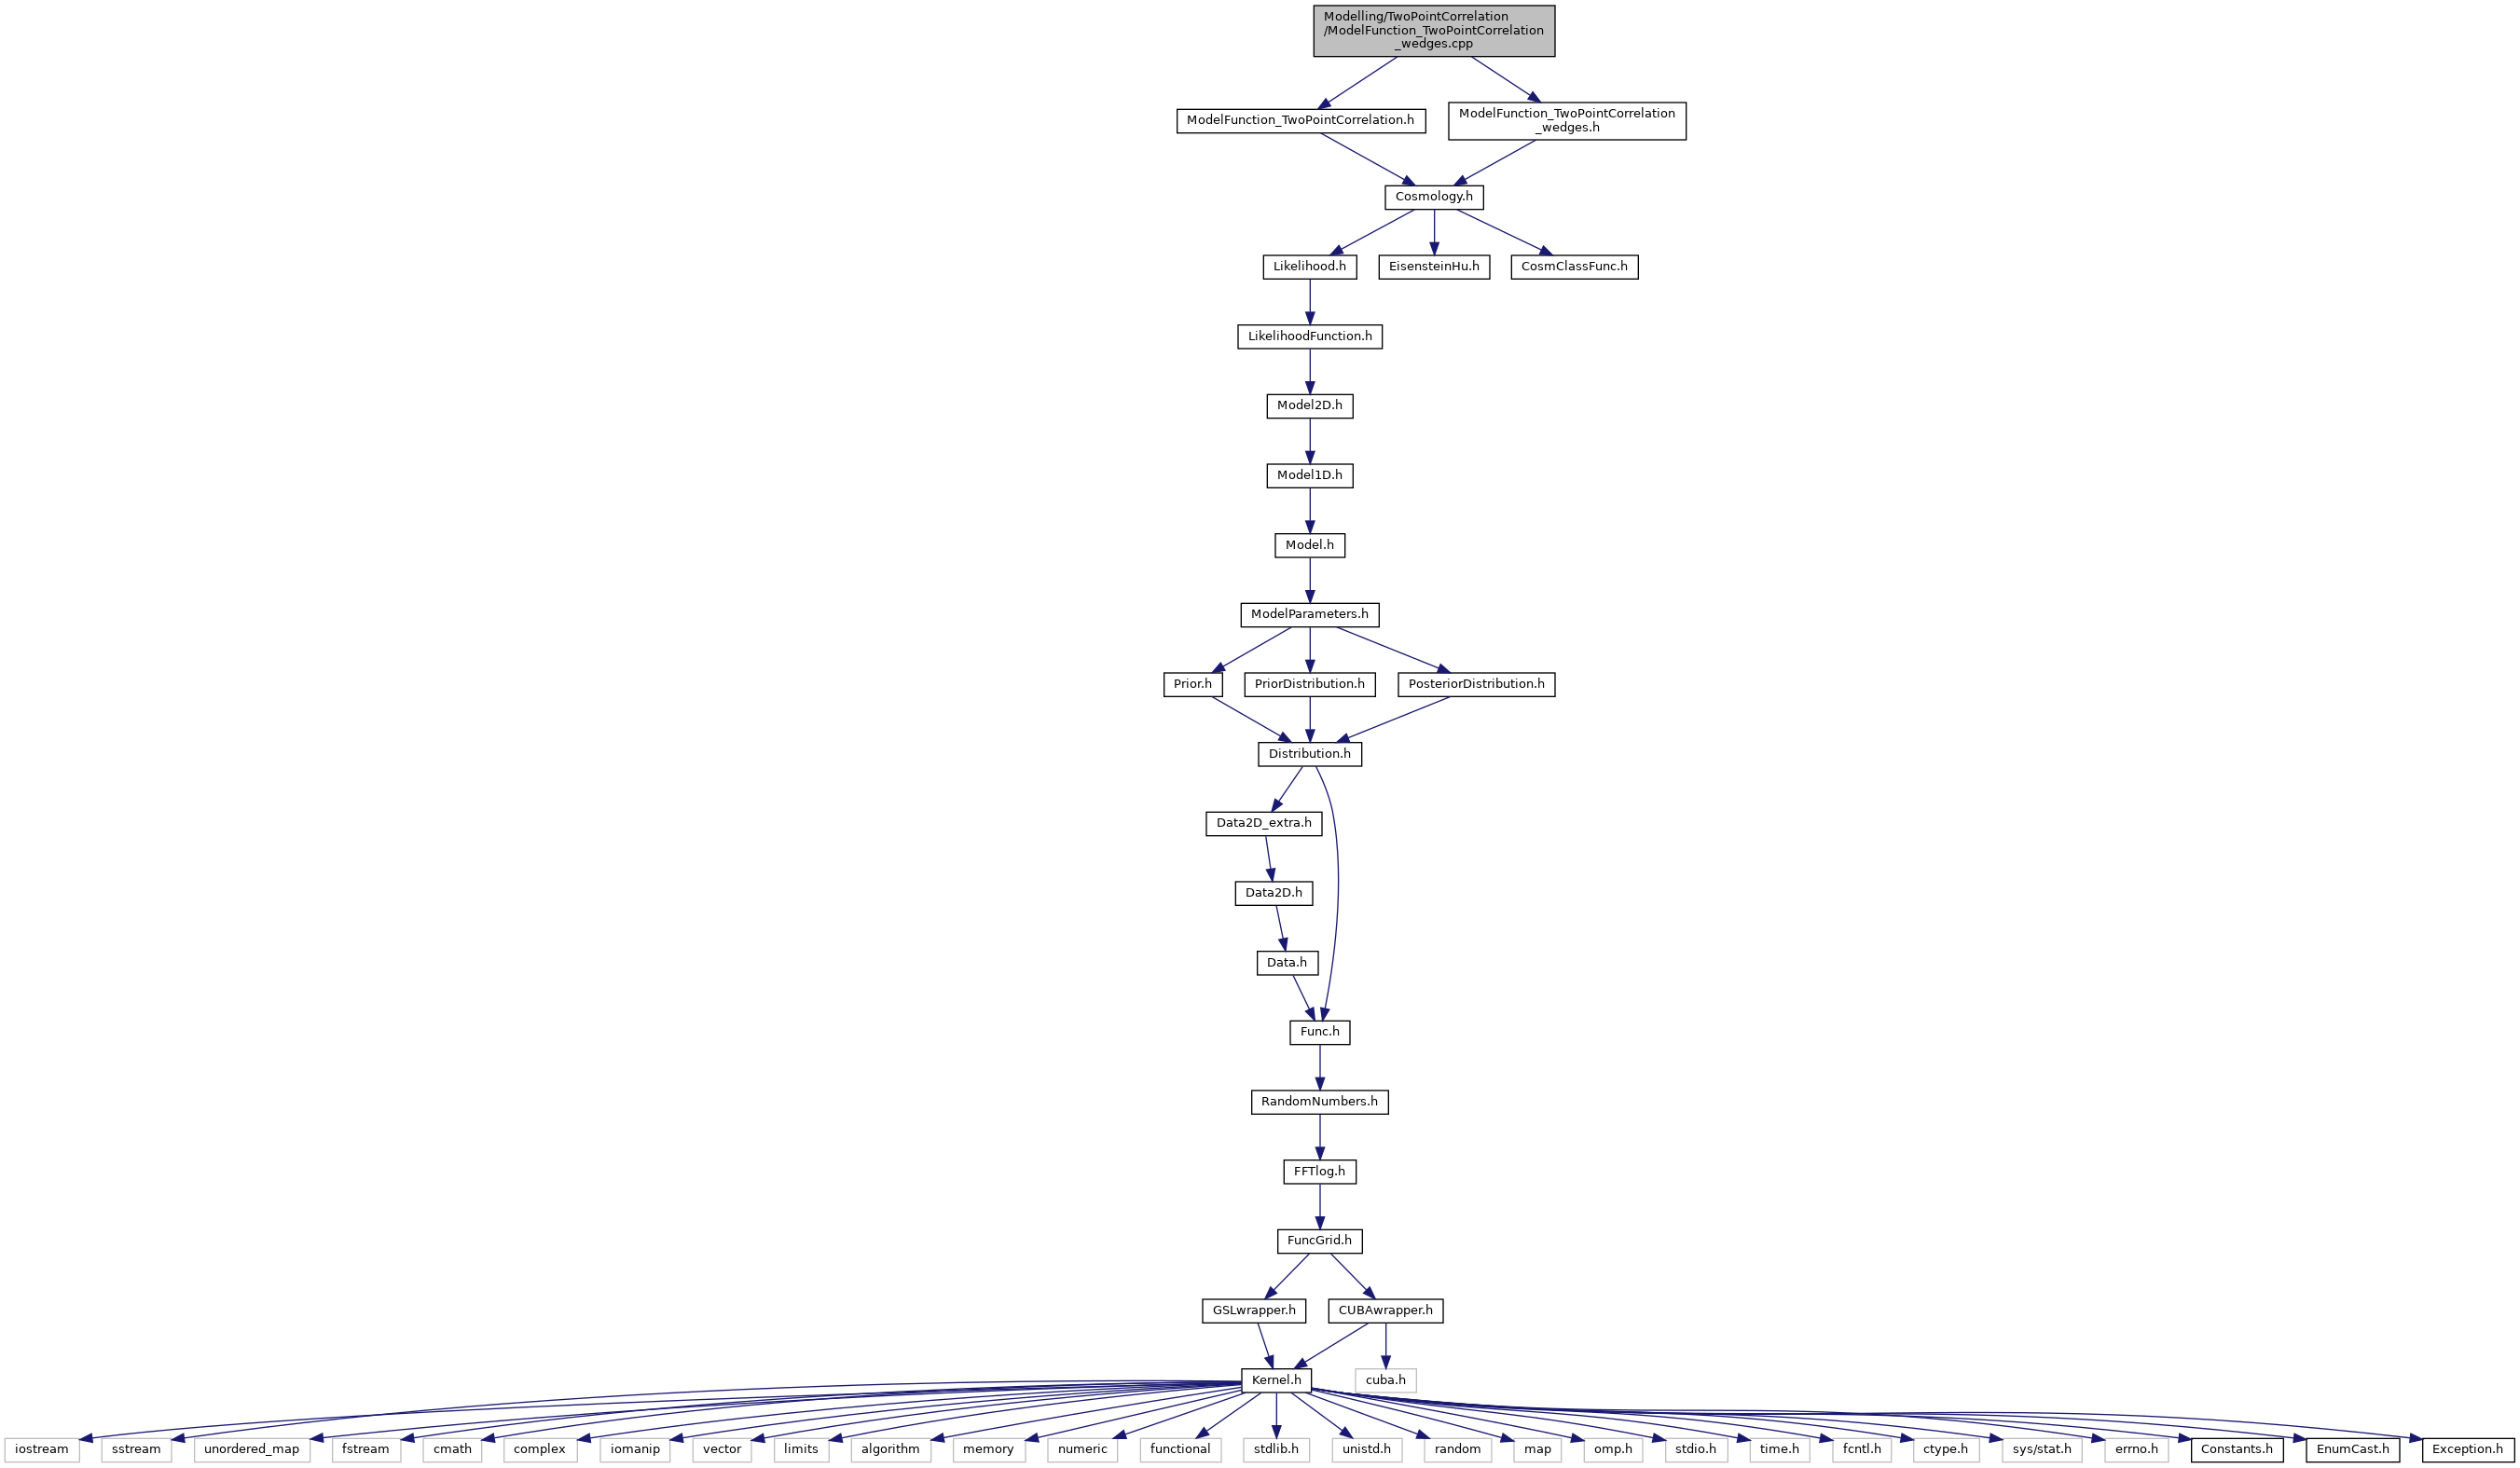 Modelling/TwoPointCorrelation
/ModelFunction_TwoPointCorrelation
_wedges.cpp
ModelFunction_TwoPointCorrelation.h
ModelFunction_TwoPointCorrelation
_wedges.h
Cosmology.h
Likelihood.h
EisensteinHu.h
CosmClassFunc.h
LikelihoodFunction.h
Model2D.h
Model1D.h
Model.h
ModelParameters.h
Prior.h
PriorDistribution.h
PosteriorDistribution.h
Distribution.h
Data2D_extra.h
Data2D.h
Data.h
Func.h
RandomNumbers.h
FFTlog.h
FuncGrid.h
GSLwrapper.h
CUBAwrapper.h
Kernel.h
cuba.h
iostream
sstream
unordered_map
fstream
cmath
complex
iomanip
vector
limits
algorithm
memory
numeric
functional
stdlib.h
unistd.h
random
map
omp.h
stdio.h
time.h
fcntl.h
ctype.h
sys/stat.h
errno.h
Constants.h
EnumCast.h
Exception.h